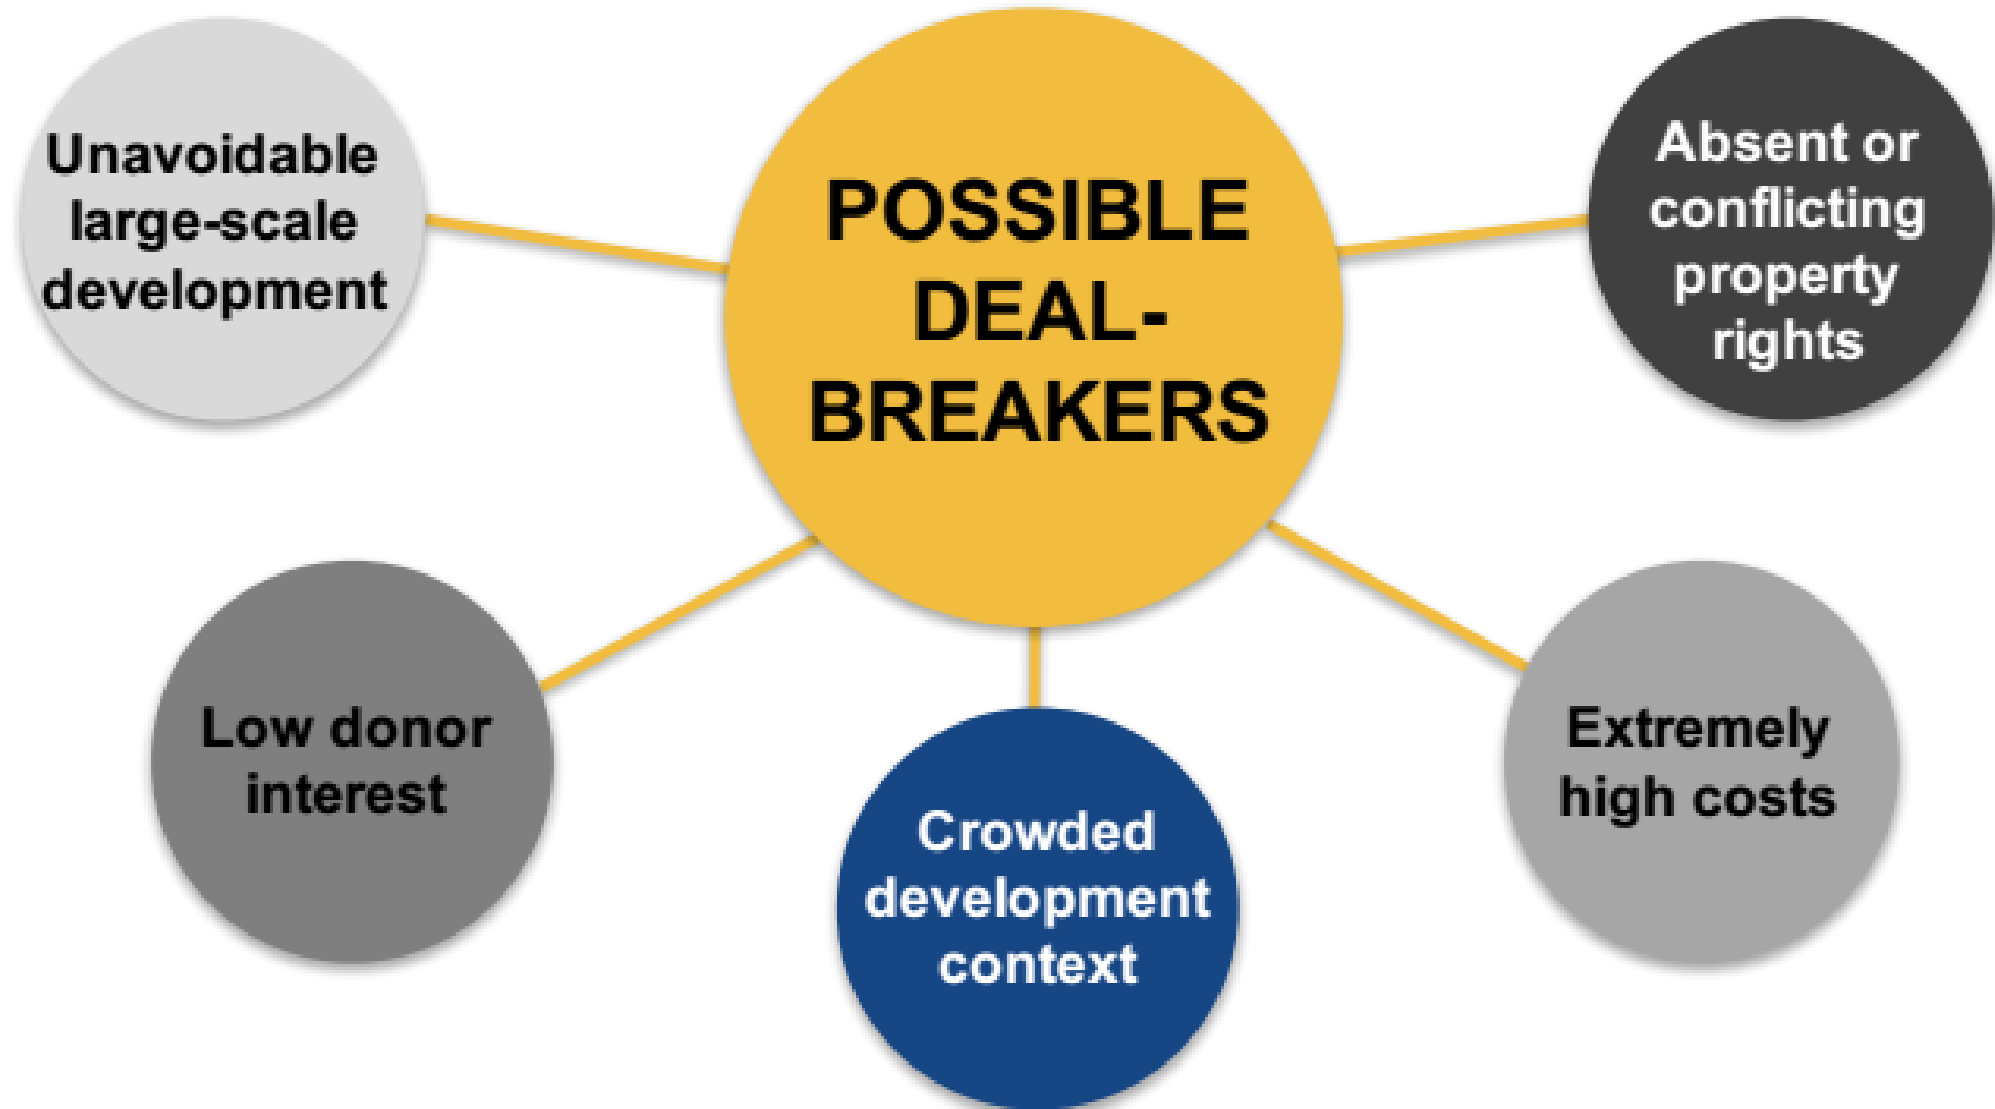 POSSIBLE
DEAL-
BREAKERS
Unavoidable
large-scale
development
Absent or
conflicting
property
rights
Low donor
interest
Crowded
development
context
Extremely
high costs